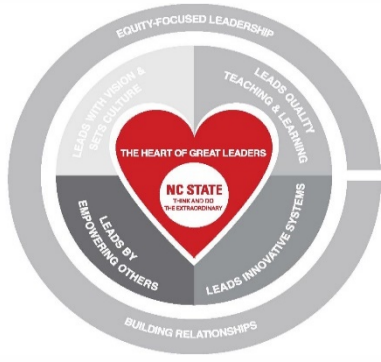 EQUITY-FOCUSED LEADERSHIP
LEADS WITH VISION &
SETS CULTURE
LEADS QUALITY
TEACHING & LEARNING
THE HEART OF GREAT LEADERS
NC STATE
THINK AND DO
THE EXTRAORDINARY
LEADS BY
EMPOWERING OTHERS
LEADS INNOVATIVE SYSTEMS
BUILDING RELATIONSHIPS